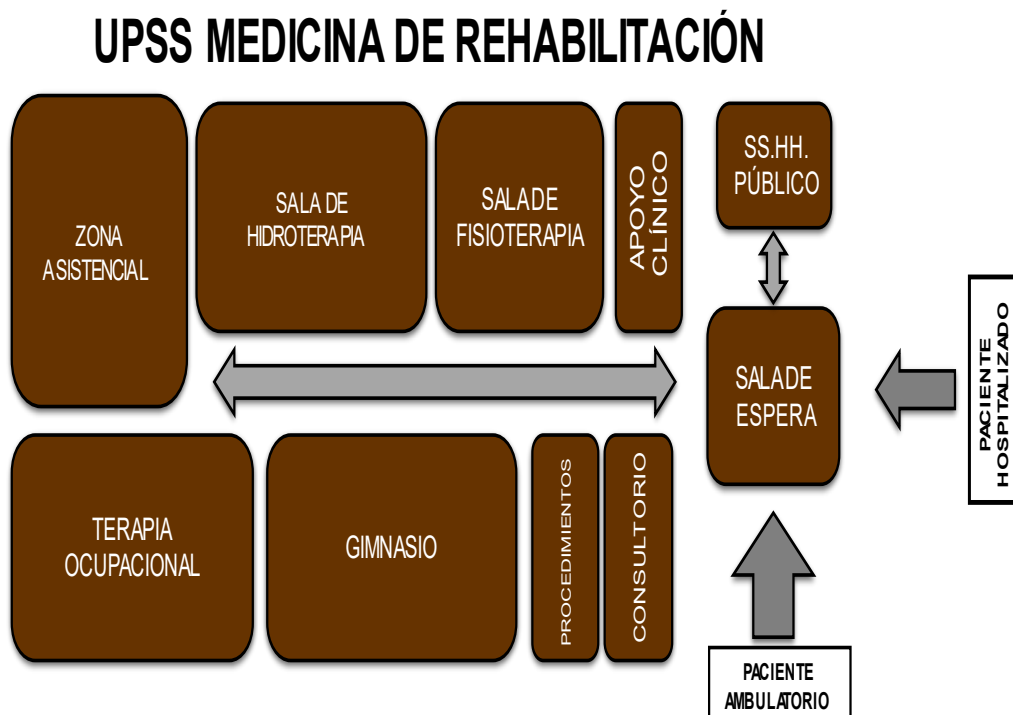 UPSS MEDICINA DE REHABILITACIÓN
ZONA
ASISTENCIAL
SALA DE
HIDROTERAPIA
SALA DE
FISIOTERAPIA
APOYO
CLÍNICO
SS.HH.
PÚBLICO
SALA DE
ESPERA
PACIENTE
HOSPITALIZADO
TERAPIA
OCUPACIONAL
GIMNASIO
PROCEDIMIENTOS
CONSULTORIO
PACIENTE
AMBULATORIO